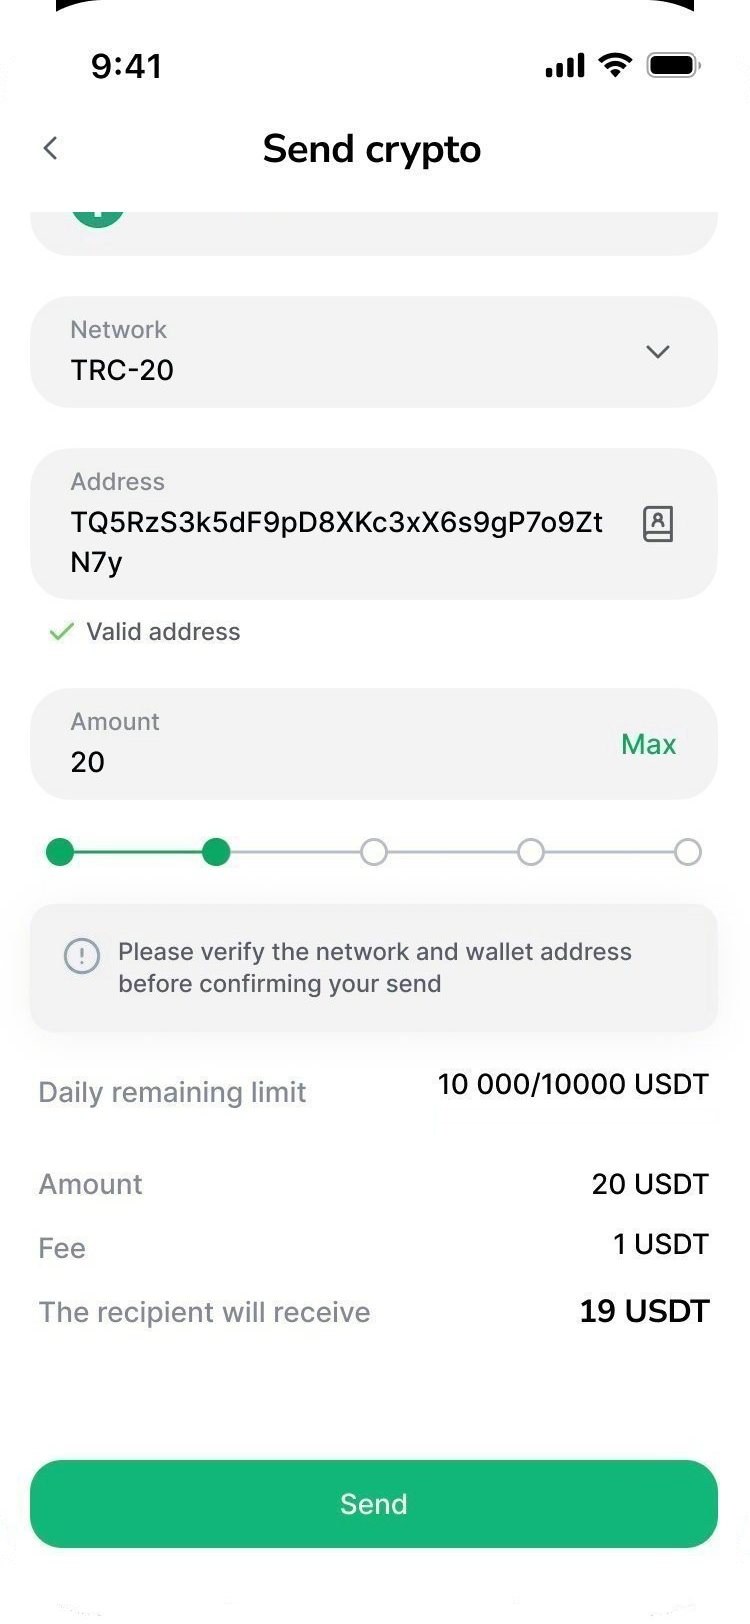 9:41
Send crypto
Network
TRC-20
Address
TQ5RzS3k5dF9pD8XKc3xX6s9gP7o9Zt
N7y
Valid address
Amount
20
Max
Please verify the network and wallet address
before confirming your send
Daily remaining limit
10 000/10000 USDT
Amount
20 USDT
Fee
1 USDT
The recipient will receive
19 USDT
Send